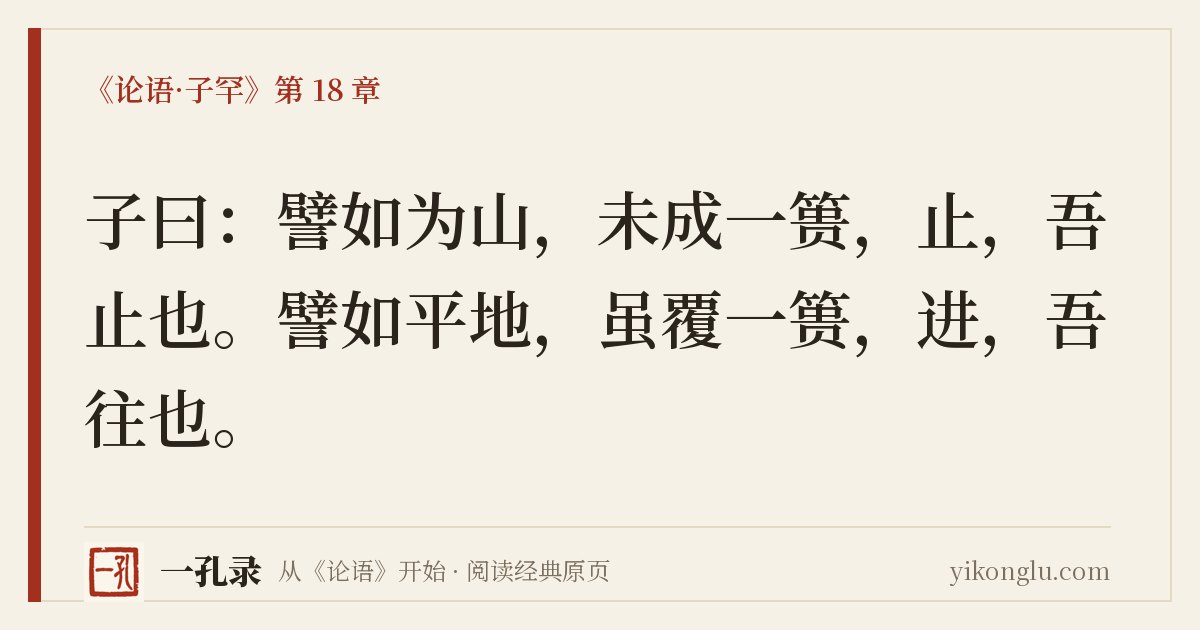 《论语·子罕》第 18 章
子曰：譬如为山，未成一篑，止，吾
止也。譬如平地，虽覆一篑，进，吾
往也。
一孔
一孔录 从《论语》开始 · 阅读经典原页 yikonglu.com